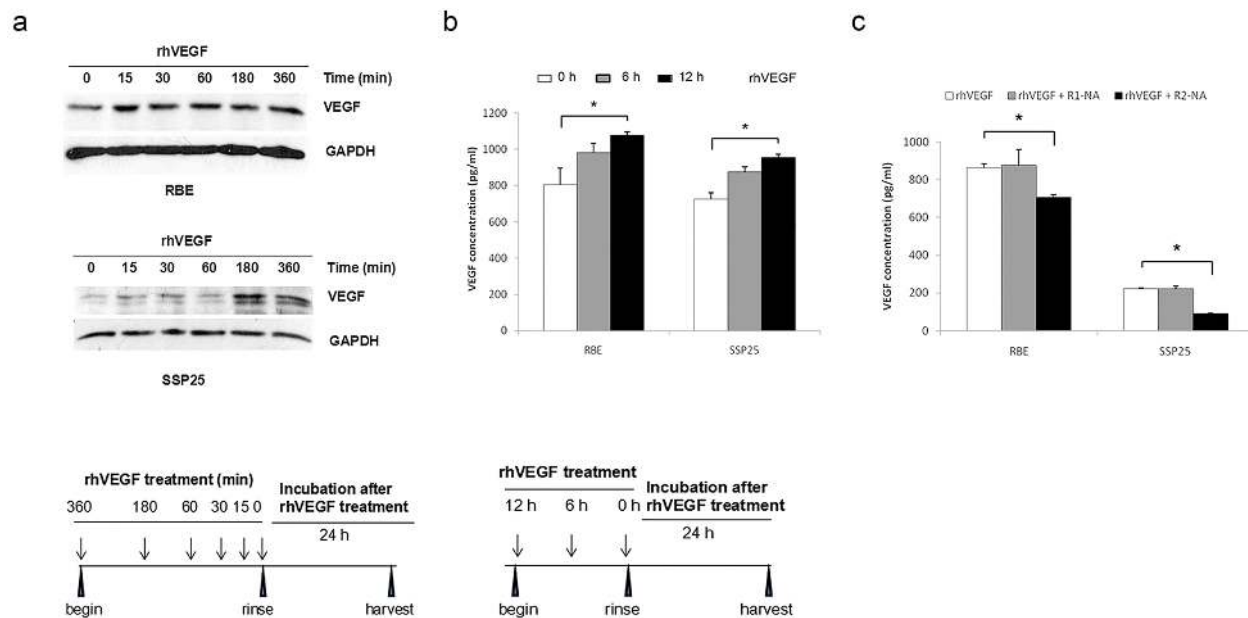 a
rhVEGF
0 15 30 60 180 360 Time (min)
VEGF
GAPDH
RBE
rhVEGF
0 15 30 60 180 360 Time (min)
VEGF
GAPDH
SSP25
rhVEGF treatment (min)
360 180 60 30 15 0
Incubation after
rhVEGF treatment
24 h
begin rinse harvest
b
0 h 6 h 12 h rhVEGF
VEGF concentration (pg/ml)
1200
1000
800
600
400
200
0
* *
RBE SSP25
rhVEGF treatment
12 h 6 h 0 h
Incubation after
rhVEGF treatment
24 h
begin rinse harvest
c
rhVEGF rhVEGF + R1-NA rhVEGF + R2-NA
VEGF concentration (pg/ml)
1000
800
600
400
200
0
* *
RBE SSP25